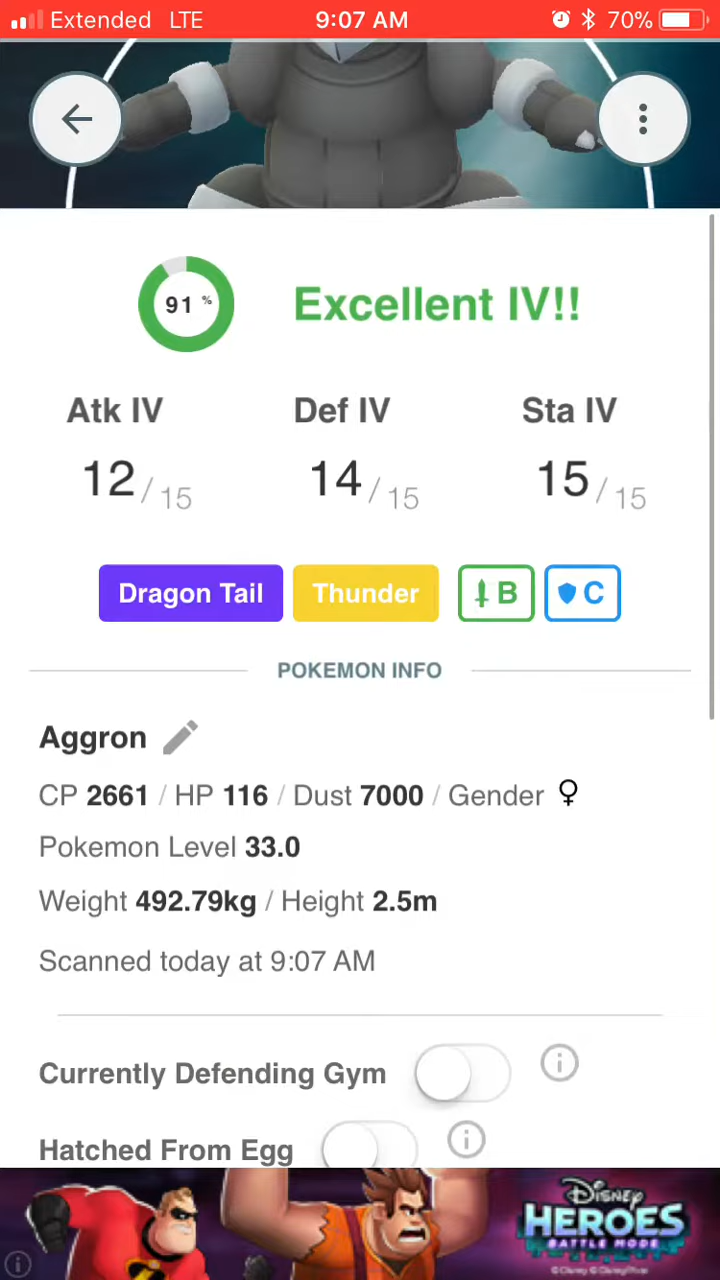 Extended LTE 9:07 AM 70%
91 %
Excellent IV!!
Atk IV Def IV Sta IV
12/15 14/15 15/15
Dragon Tail Thunder B C
POKEMON INFO
Aggron
CP 2661 / HP 116 / Dust 7000 / Gender ♀
Pokemon Level 33.0
Weight 492.79kg / Height 2.5m
Scanned today at 9:07 AM
Currently Defending Gym
Hatched From Egg
DISNEY
HEROES
BATTLE MODE
©Disney ©Disney/Pixar